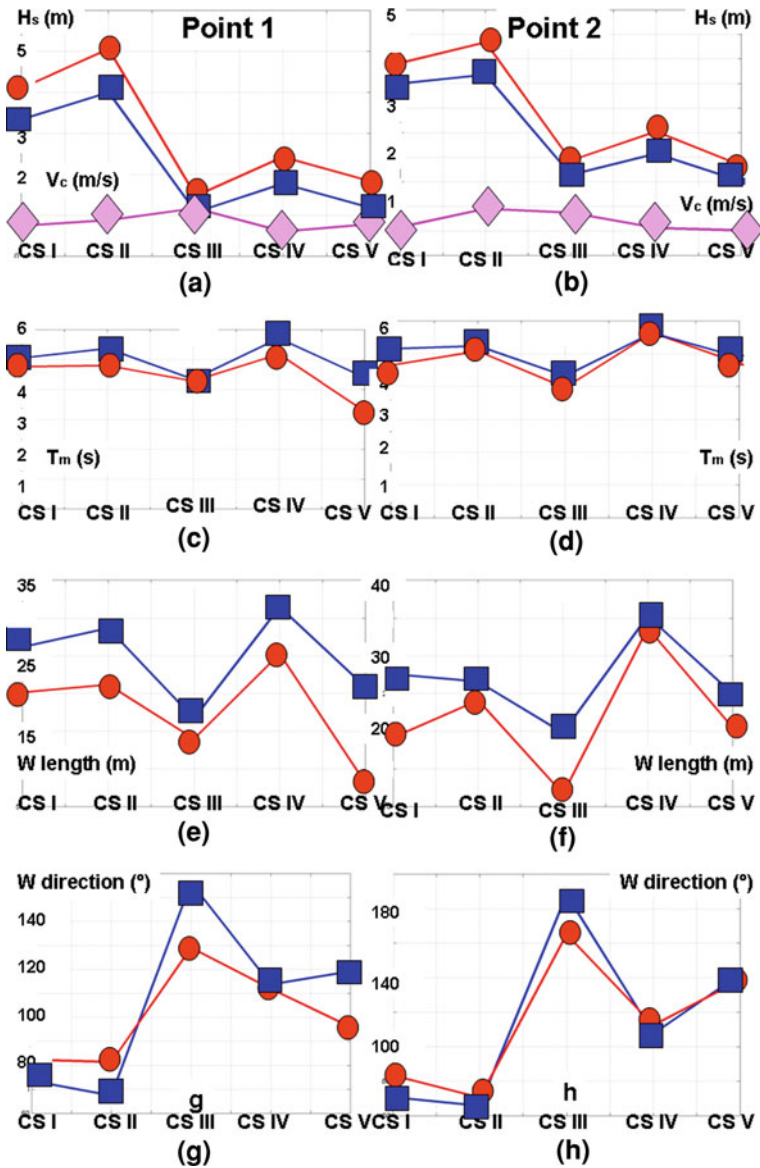 Hs (m) Point 1
5
3
2
Vc (m/s)
CS I CS II CS III CS IV CS V
(a)
5 Point 2 Hs (m)
3
2
1 Vc (m/s)
CS I CS II CS III CS IV CS V
(b)
6
5
4
3
2 Tm (s)
1
CS I CS II CS III CS IV CS V
(c)
6
5
4
3
2 Tm (s)
1
CS I CS II CS III CS IV CS V
(d)
35
25
15
W length (m)
CS I CS II CS III CS IV CS V
(e)
40
30
20
W length (m)
CS I CS II CS III CS IV CS V
(f)
W direction (°)
140
120
100
80
g
CS I CS II CS III CS IV CS V
(g)
W direction (°)
180
140
100
h
CS I CS II CS III CS IV CS V
(h)